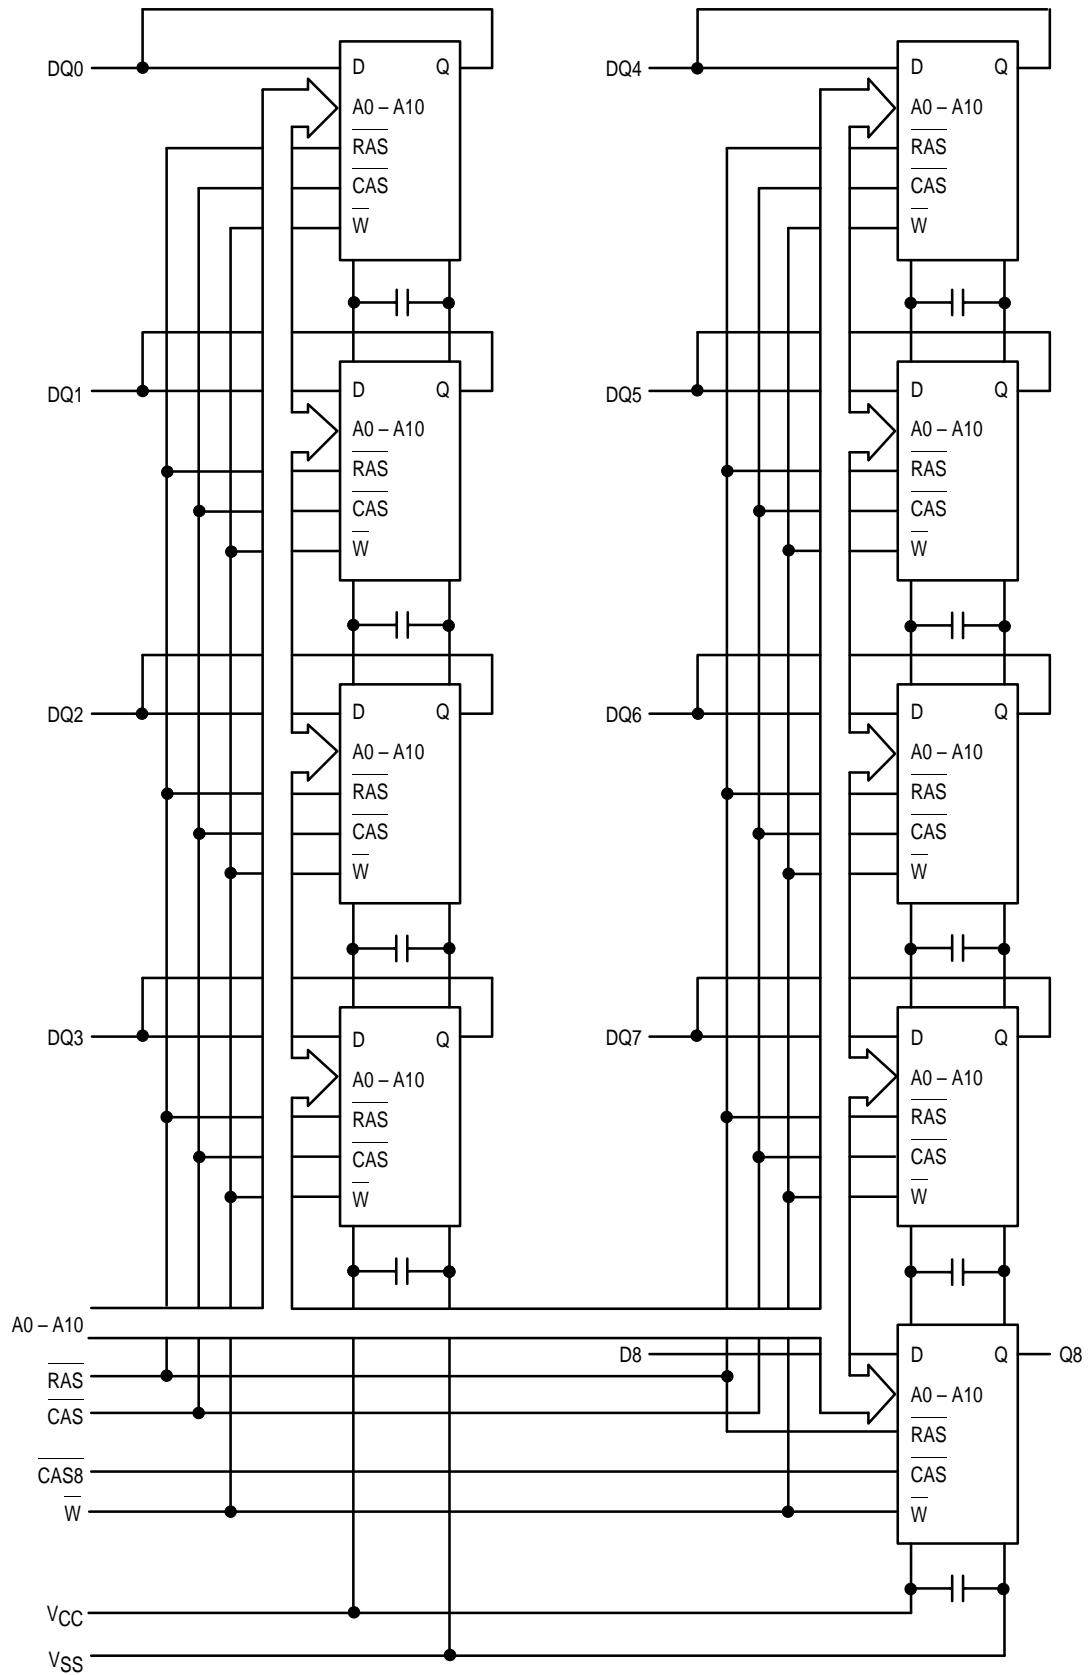 DQ0
D Q
A0 – A10
RAS
CAS
W
DQ4
D Q
A0 – A10
RAS
CAS
W
DQ1
D Q
A0 – A10
RAS
CAS
W
DQ5
D Q
A0 – A10
RAS
CAS
W
DQ2
D Q
A0 – A10
RAS
CAS
W
DQ6
D Q
A0 – A10
RAS
CAS
W
DQ3
D Q
A0 – A10
RAS
CAS
W
DQ7
D Q
A0 – A10
RAS
CAS
W
A0 – A10
RAS
CAS
CAS8
W
VCC
VSS
D8
D Q
Q8
A0 – A10
RAS
CAS
W